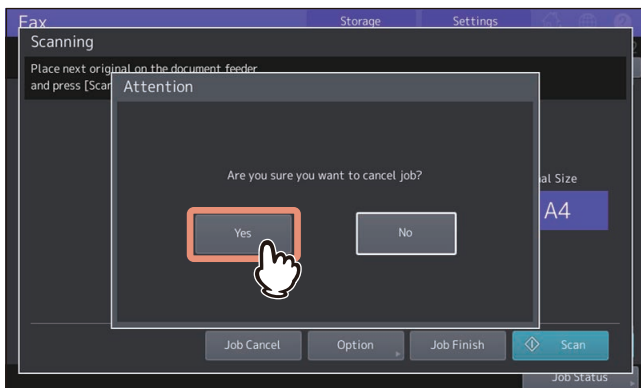 Fax
Storage
Settings
Scanning
Place next original on the document feeder
and press [Scan
Attention
Are you sure you want to cancel job?
al Size
A4
Yes
No
Job Cancel
Option
Job Finish
Scan
Job Status